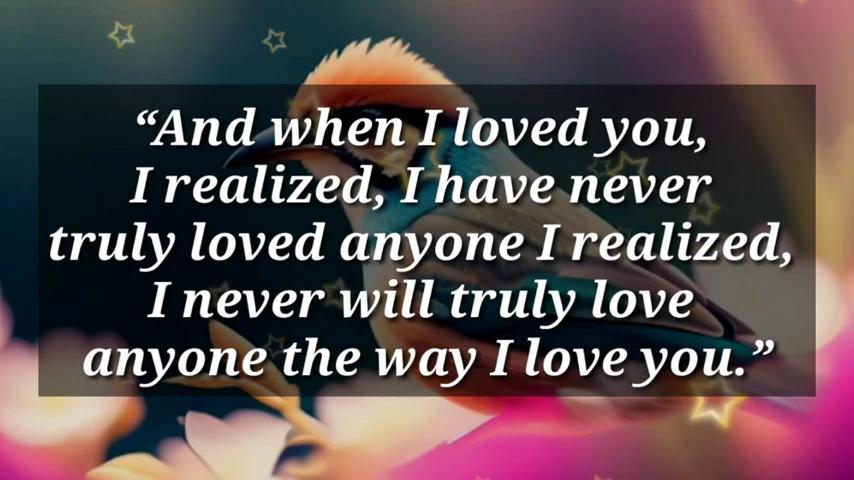 “And when I loved you,
I realized, I have never
truly loved anyone I realized,
I never will truly love
anyone the way I love you.”